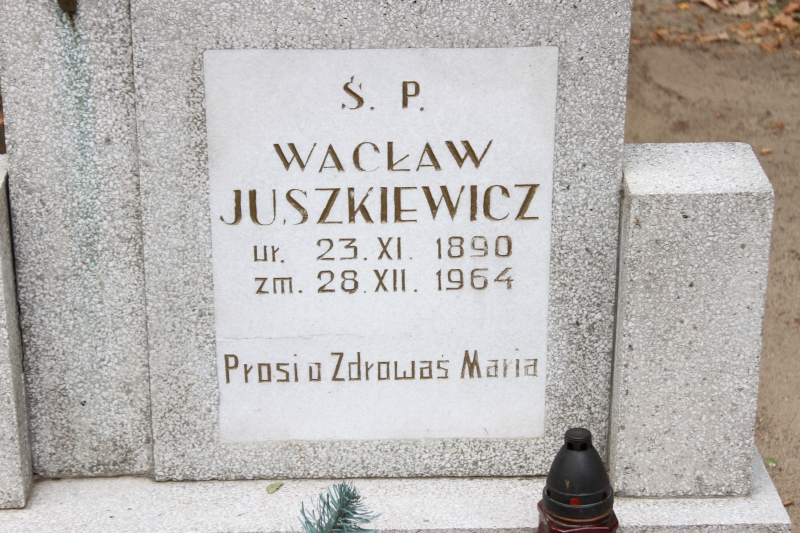 Ś. P.
WACŁAW
JUSZKIEWICZ
ur. 23. XI. 1890
zm. 28. XII. 1964
Prosi o Zdrowaś Maria